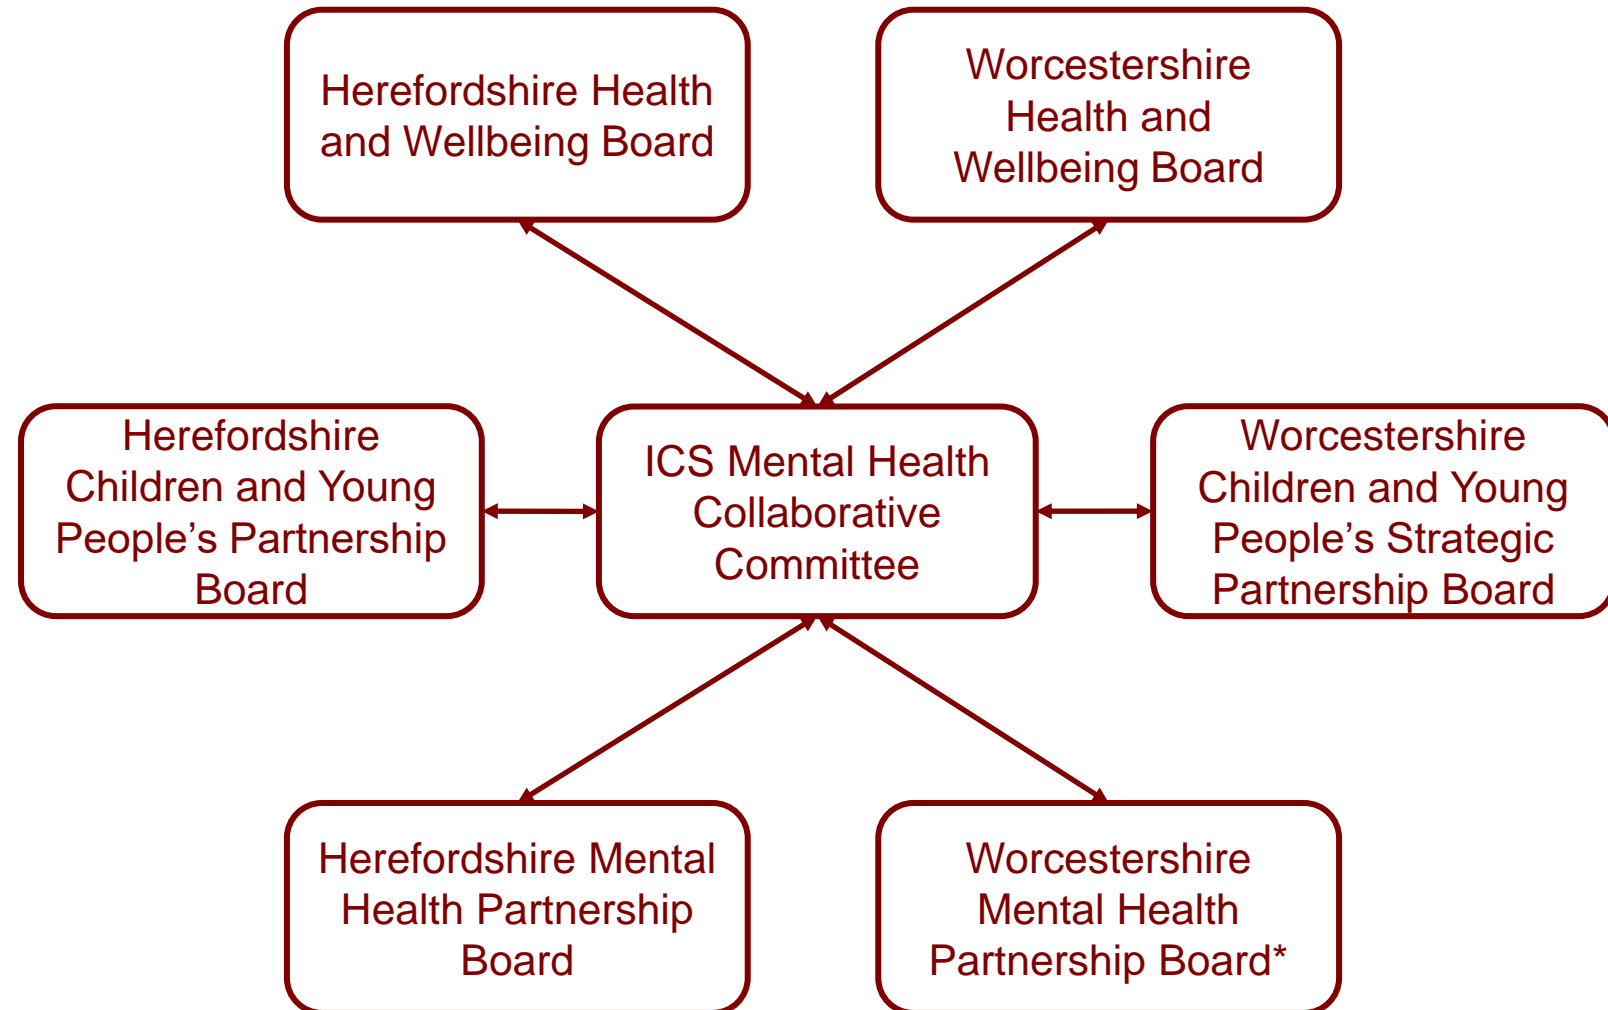 Herefordshire Health
and Wellbeing Board
Worcestershire
Health and
Wellbeing Board
Herefordshire
Children and Young
People’s Partnership
Board
ICS Mental Health
Collaborative
Committee
Worcestershire
Children and Young
People’s Strategic
Partnership Board
Herefordshire Mental
Health Partnership
Board
Worcestershire
Mental Health
Partnership Board*